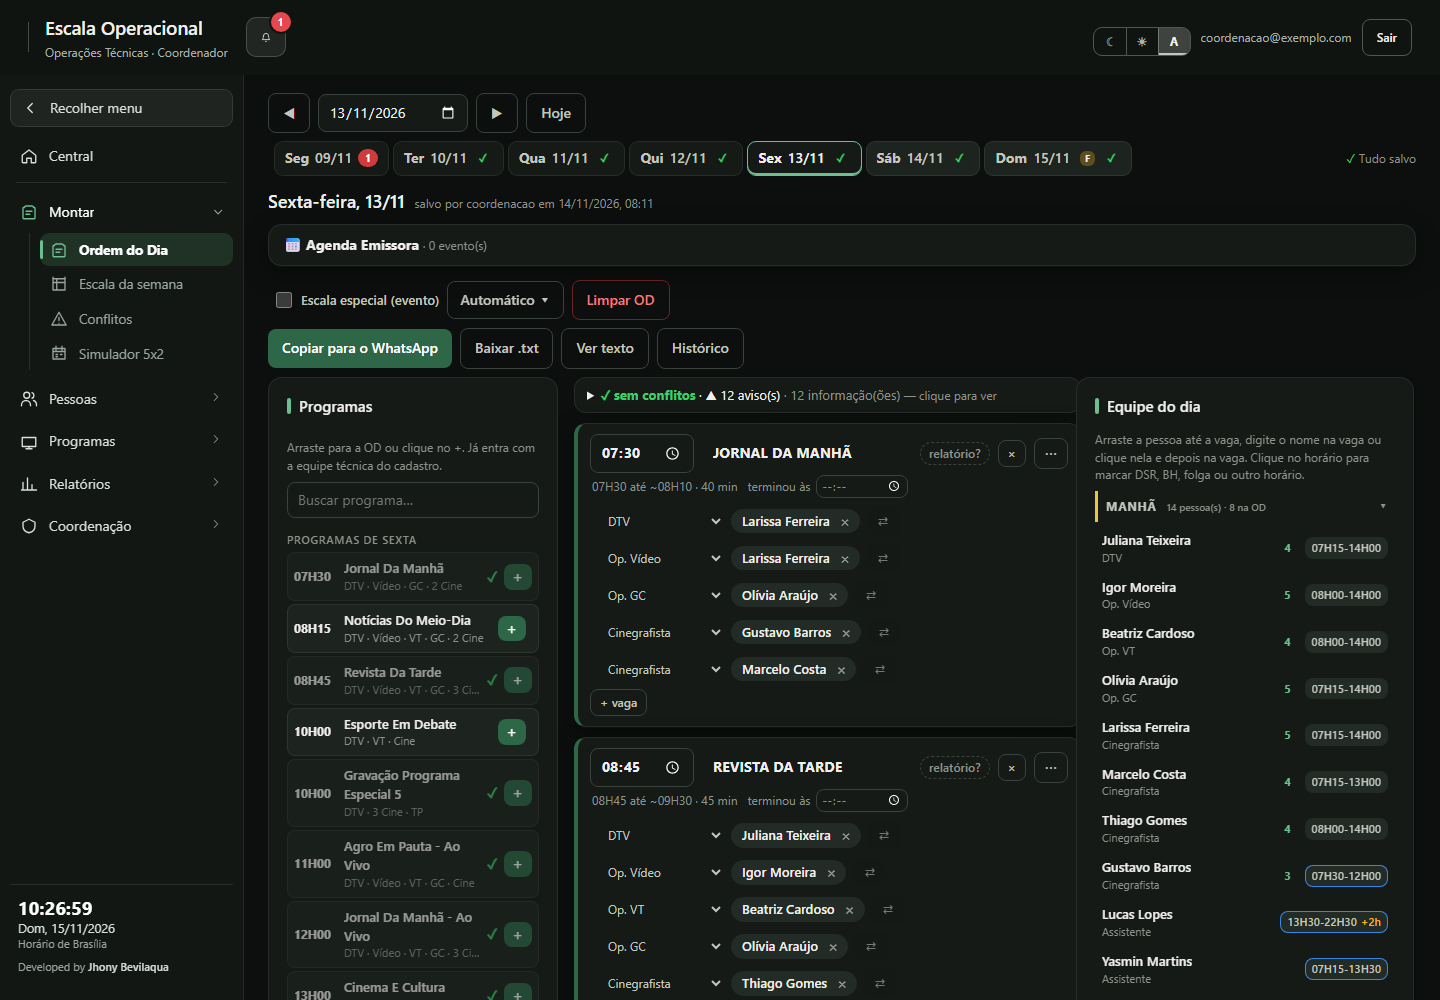 Escala Operacional
Operações Técnicas · Coordenador
1
A
coordenacao@exemplo.com
Sair
Recolher menu
Central
Montar
Ordem do Dia
Escala da semana
Conflitos
Simulador 5x2
Pessoas
Programas
Relatórios
Coordenação
10:26:59
Dom, 15/11/2026
Horário de Brasília
Developed by Jhony Bevilaqua
◀ 13/11/2026 ▶ Hoje
Seg 09/11 1
Ter 10/11 ✓
Qua 11/11 ✓
Qui 12/11 ✓
Sex 13/11 ✓
Sáb 14/11 ✓
Dom 15/11 F ✓
✓ Tudo salvo
Sexta-feira, 13/11 salvo por coordenacao em 14/11/2026, 08:11
Agenda Emissora · 0 evento(s)
Escala especial (evento)
Automático ▾
Limpar OD
Copiar para o WhatsApp
Baixar .txt
Ver texto
Histórico
Programas
Arraste para a OD ou clique no +. Já entra com
a equipe técnica do cadastro.
Buscar programa...
PROGRAMAS DE SEXTA
07H30 Jornal Da Manhã ✓ +
DTV · Vídeo · GC · 2 Cine
08H15 Notícias Do Meio-Dia +
DTV · Vídeo · VT · GC · 2 Cine
08H45 Revista Da Tarde ✓ +
DTV · Vídeo · VT · GC · 3 Ci...
10H00 Esporte Em Debate +
DTV · VT · Cine
10H00 Gravação Programa
Especial 5 ✓ +
DTV · 3 Cine · TP
11H00 Agro Em Pauta - Ao
Vivo ✓ +
DTV · Vídeo · VT · GC · Cine
12H00 Jornal Da Manhã - Ao
Vivo ✓ +
DTV · Vídeo · VT · GC · 3 Ci...
13H00 Cinema E Cultura ✓ +
▶ ✓ sem conflitos · ▲ 12 aviso(s) · 12 informação(ões) — clique para ver
07:30 JORNAL DA MANHÃ relatório? × ···
07H30 até ~08H10 · 40 min terminou às --:--
DTV Larissa Ferreira × ⇄
Op. Vídeo Larissa Ferreira × ⇄
Op. GC Olívia Araújo × ⇄
Cinegrafista Gustavo Barros × ⇄
Cinegrafista Marcelo Costa × ⇄
+ vaga
08:45 REVISTA DA TARDE relatório? × ···
08H45 até ~09H30 · 45 min terminou às --:--
DTV Juliana Teixeira × ⇄
Op. Vídeo Igor Moreira × ⇄
Op. VT Beatriz Cardoso × ⇄
Op. GC Olívia Araújo × ⇄
Cinegrafista Thiago Gomes × ⇄
Equipe do dia
Arraste a pessoa até a vaga, digite o nome na vaga ou
clique nela e depois na vaga. Clique no horário para
marcar DSR, BH, folga ou outro horário.
MANHÃ 14 pessoa(s) · 8 na OD ▾
Juliana Teixeira 4 07H15-14H00
DTV
Igor Moreira 5 08H00-14H00
Op. Vídeo
Beatriz Cardoso 4 08H00-14H00
Op. VT
Olívia Araújo 5 07H15-14H00
Op. GC
Larissa Ferreira 5 07H15-14H00
Cinegrafista
Marcelo Costa 4 07H15-13H00
Cinegrafista
Thiago Gomes 4 08H00-14H00
Cinegrafista
Gustavo Barros 3 07H30-12H00
Cinegrafista
Lucas Lopes 13H30-22H30 +2h
Assistente
Yasmin Martins 07H15-13H30
Assistente